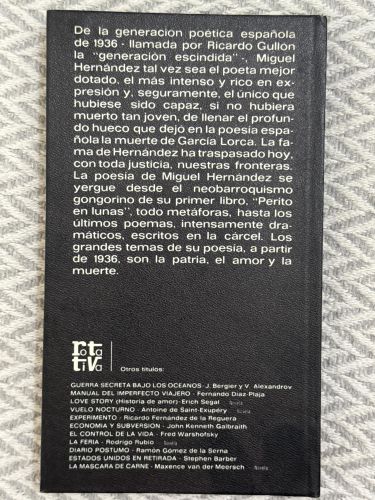 De la generacion poética española
de 1936 - llamada por Ricardo Gullón
la "generación escindida" -, Miguel
Hernández tal vez sea el poeta mejor
dotado, el más intenso y rico en ex-
presión y, seguramente, el único que
hubiese sido capaz, si no hubiera
muerto tan joven, de llenar el profun-
do hueco que dejó en la poesía espa-
ñola la muerte de García Lorca. La fa-
ma de Hernández ha traspasado hoy,
con toda justicia, nuestras fronteras.
La poesía de Miguel Hernández se
yergue desde el neobarroquismo
gongorino de su primer libro, "Perito
en lunas", todo metáforas, hasta los
últimos poemas, intensamente dra-
máticos, escritos en la cárcel. Los
grandes temas de su poesía, a partir
de 1936, son la patria, el amor y la
muerte.
rotativa
Otros títulos:
GUERRA SECRETA BAJO LOS OCEANOS - J. Bergier y V. Alexandrov
MANUAL DEL IMPERFECTO VIAJERO - Fernando Díaz-Plaja
LOVE STORY (Historia de amor) - Erich Segal Novela
VUELO NOCTURNO - Antoine de Saint-Exupéry Novela
EXPERIMENTO - Ricardo Fernández de la Reguera
ECONOMIA Y SUBVERSION - John Kenneth Galbraith
EL CONTROL DE LA VIDA - Fred Warshofsky
LA FERIA - Rodrigo Rubio Novela
DIARIO POSTUMO - Ramón Gómez de la Serna
ESTADOS UNIDOS EN RETIRADA - Stephen Barber
LA MASCARA DE CARNE - Maxence van der Meersch Novela